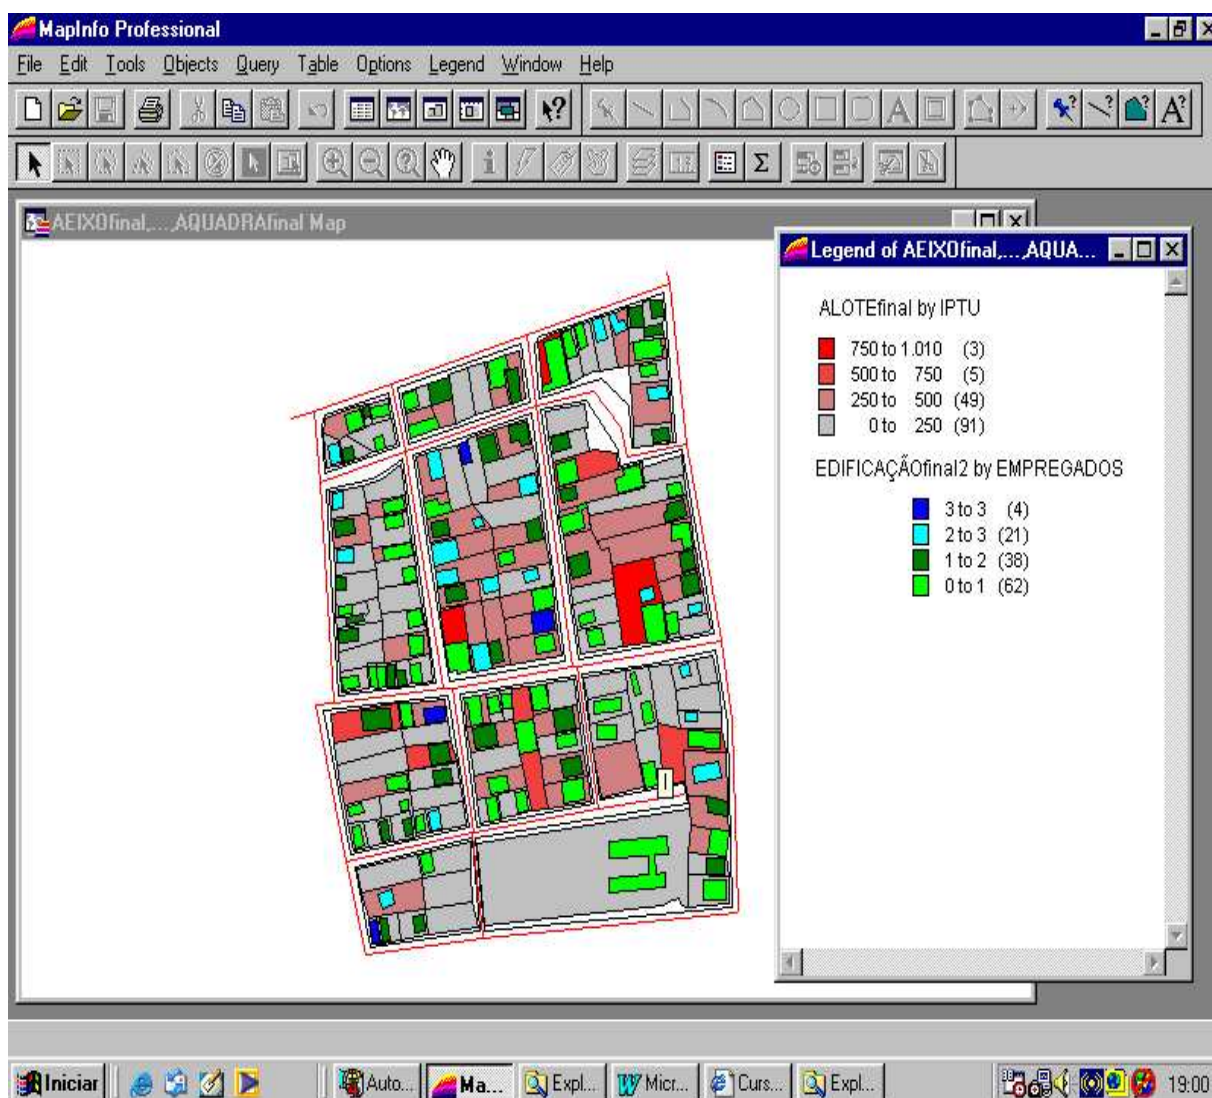 MapInfo Professional
File Edit Tools Objects Query Table Options Legend Window Help
AEIXOfinal,...,AQUADRAfinal Map
Legend of AEIXOfinal,...,AQUA...
ALOTEfinal by IPTU
750 to 1.010 (3)
500 to 750 (5)
250 to 500 (49)
0 to 250 (91)
EDIFICAÇÃOfinal2 by EMPREGADOS
3 to 3 (4)
2 to 3 (21)
1 to 2 (38)
0 to 1 (62)
Iniciar Auto... Ma... Expl... Micr... Curs... Expl... 19:00